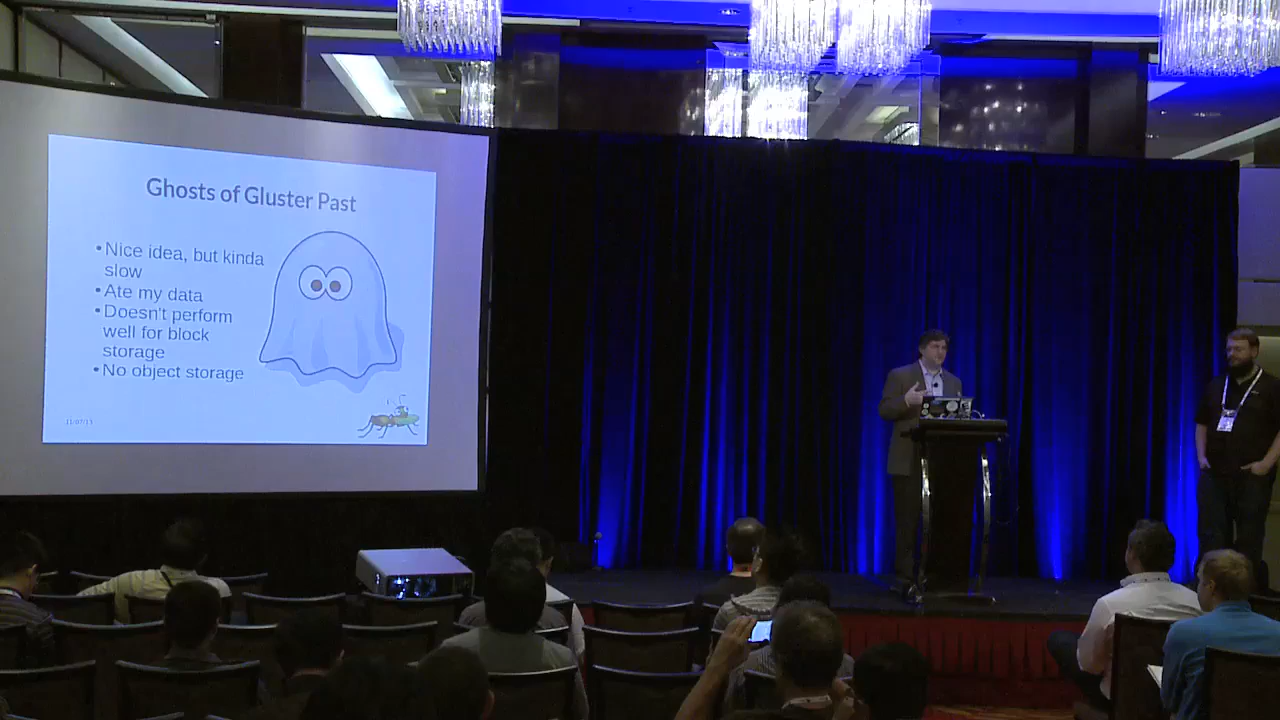 Ghosts of Gluster Past
•Nice idea, but kinda
slow
•Ate my data
•Doesn't perform
well for block
storage
•No object storage